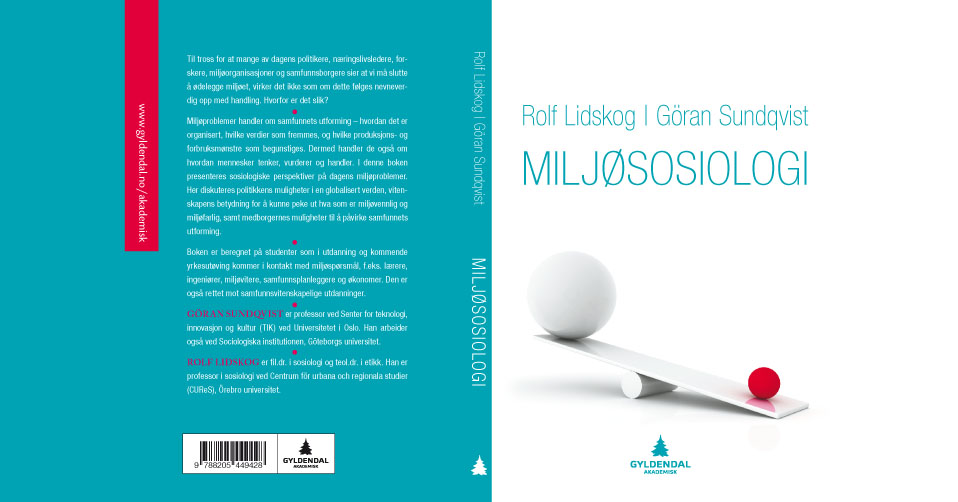 www.gyldendal.no/akademisk
Til tross for at mange av dagens politikere, næringslivsledere, for-
skere, miljøorganisasjoner og samfunnsborgere sier at vi må slutte
å ødelegge miljøet, virker det ikke som om dette følges nevnever-
dig opp med handling. Hvorfor er det slik?
Miljøproblemer handler om samfunnets utforming – hvordan det er
organisert, hvilke verdier som fremmes, og hvilke produksjons- og
forbruksmønstre som begunstiges. Dermed handler de også om
hvordan mennesker tenker, vurderer og handler. I denne boken
presenteres sosiologiske perspektiver på dagens miljøproblemer.
Her diskuteres politikkens muligheter i en globalisert verden, viten-
skapens betydning for å kunne peke ut hva som er miljøvennlig og
miljøfarlig, samt medborgernes muligheter til å påvirke samfunnets
utforming.
Boken er beregnet på studenter som i utdanning og kommende
yrkesutøving kommer i kontakt med miljøspørsmål, f.eks. lærere,
ingeniører, miljøvitere, samfunnsplanleggere og økonomer. Den er
også rettet mot samfunnsvitenskapelige utdanninger.
GÖRAN SUNDQVIST er professor ved Senter for teknologi,
innovasjon og kultur (TIK) ved Universitetet i Oslo. Han arbeider
også ved Sociologiska institutionen, Göteborgs universitet.
ROLF LIDSKOG er fil.dr. i sosiologi og teol.dr. i etikk. Han er
professor i sosiologi ved Centrum för urbana och regionala studier
(CUReS), Örebro universitet.
9 788205 449428
GYLDENDAL
AKADEMISK
Rolf Lidskog | Göran Sundqvist
MILJØSOSIOLOGI
Rolf Lidskog | Göran Sundqvist
MILJØSOSIOLOGI
GYLDENDAL
AKADEMISK